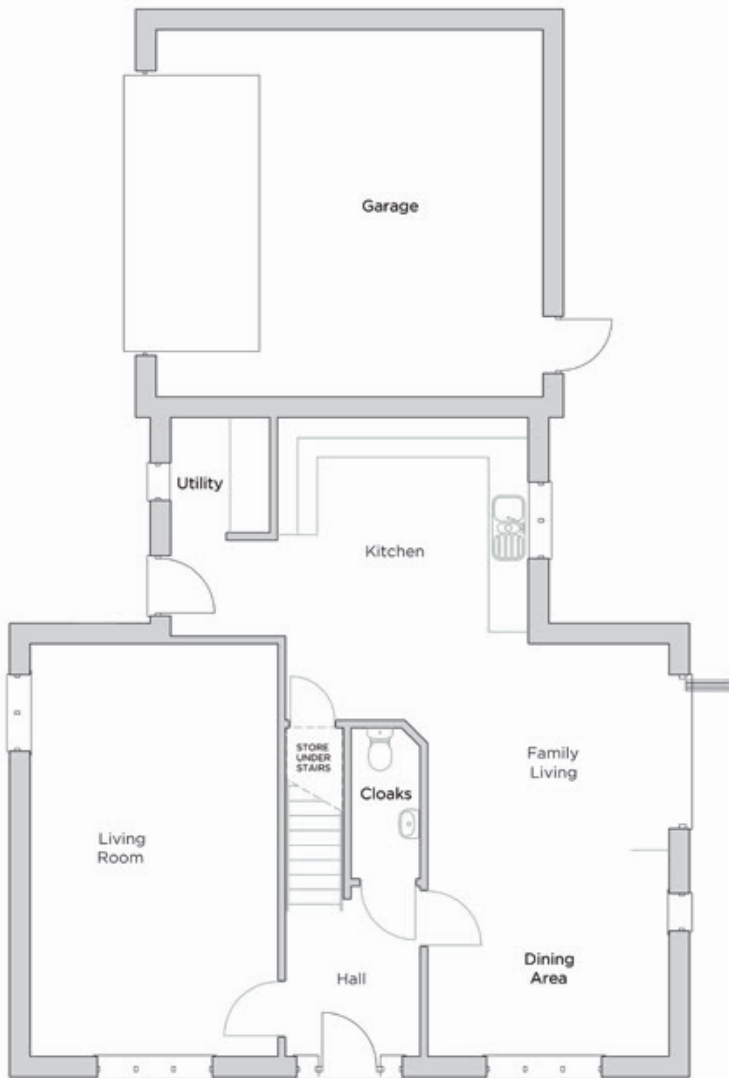 Garage
Utility
Kitchen
STORE
UNDER
STAIRS
Cloaks
Family
Living
Living
Room
Hall
Dining
Area